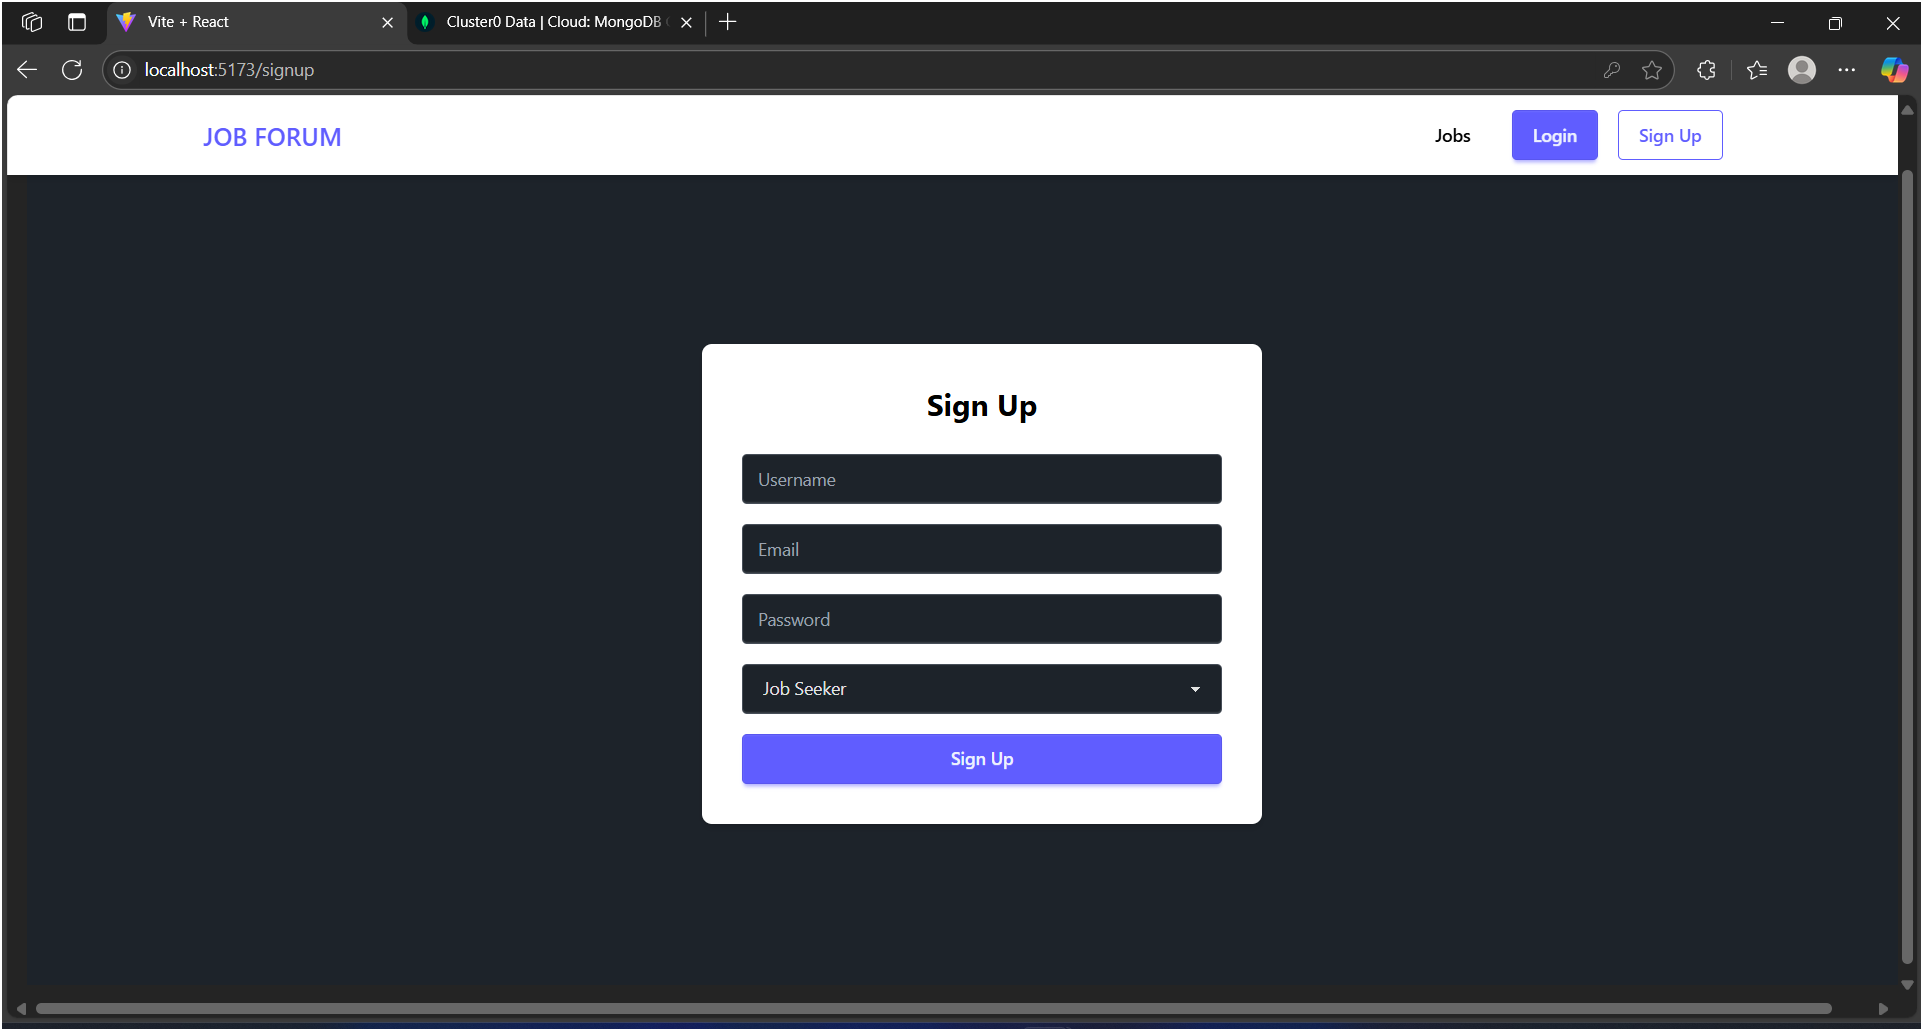 Vite + React
Cluster0 Data | Cloud: MongoDB
localhost:5173/signup
JOB FORUM
Jobs
Login
Sign Up
Sign Up
Username
Email
Password
Job Seeker
Sign Up